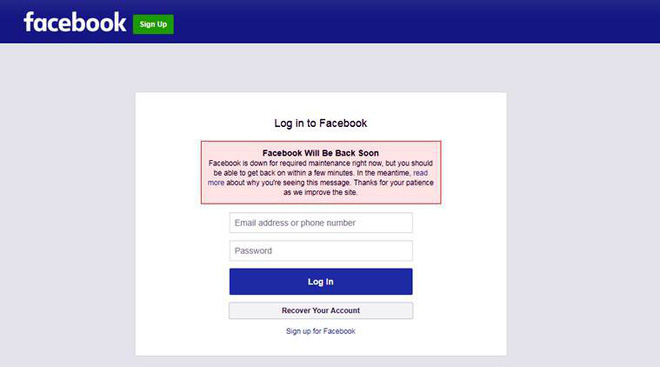 facebook Sign Up
Log in to Facebook
Facebook Will Be Back Soon
Facebook is down for required maintenance right now, but you should
be able to get back on within a few minutes. In the meantime, read
more about why you're seeing this message. Thanks for your patience
as we improve the site.
Email address or phone number
Password
Log In
Recover Your Account
Sign up for Facebook